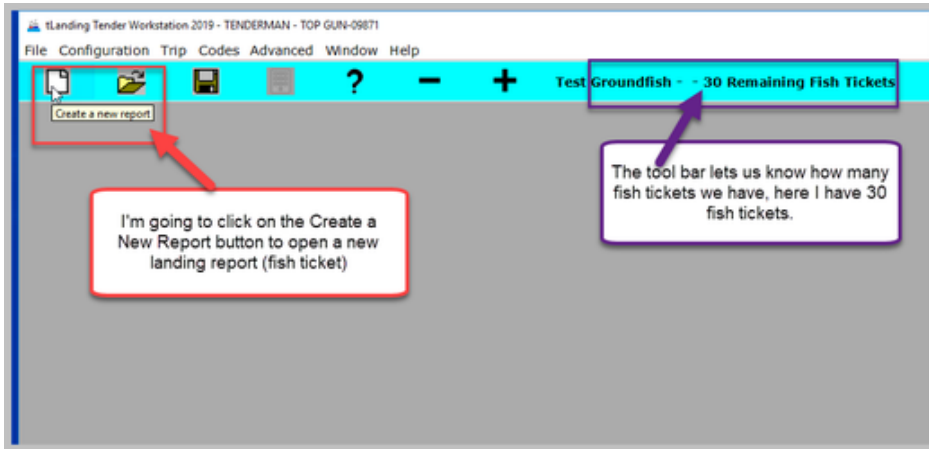 tLanding Tender Workstation 2019 - TENDERMAN - TOP GUN-09871
File Configuration Trip Codes Advanced Window Help
? − + Test Groundfish - - 30 Remaining Fish Tickets
Create a new report
The tool bar lets us know how many
fish tickets we have, here I have 30
fish tickets.
I'm going to click on the Create a
New Report button to open a new
landing report (fish ticket)